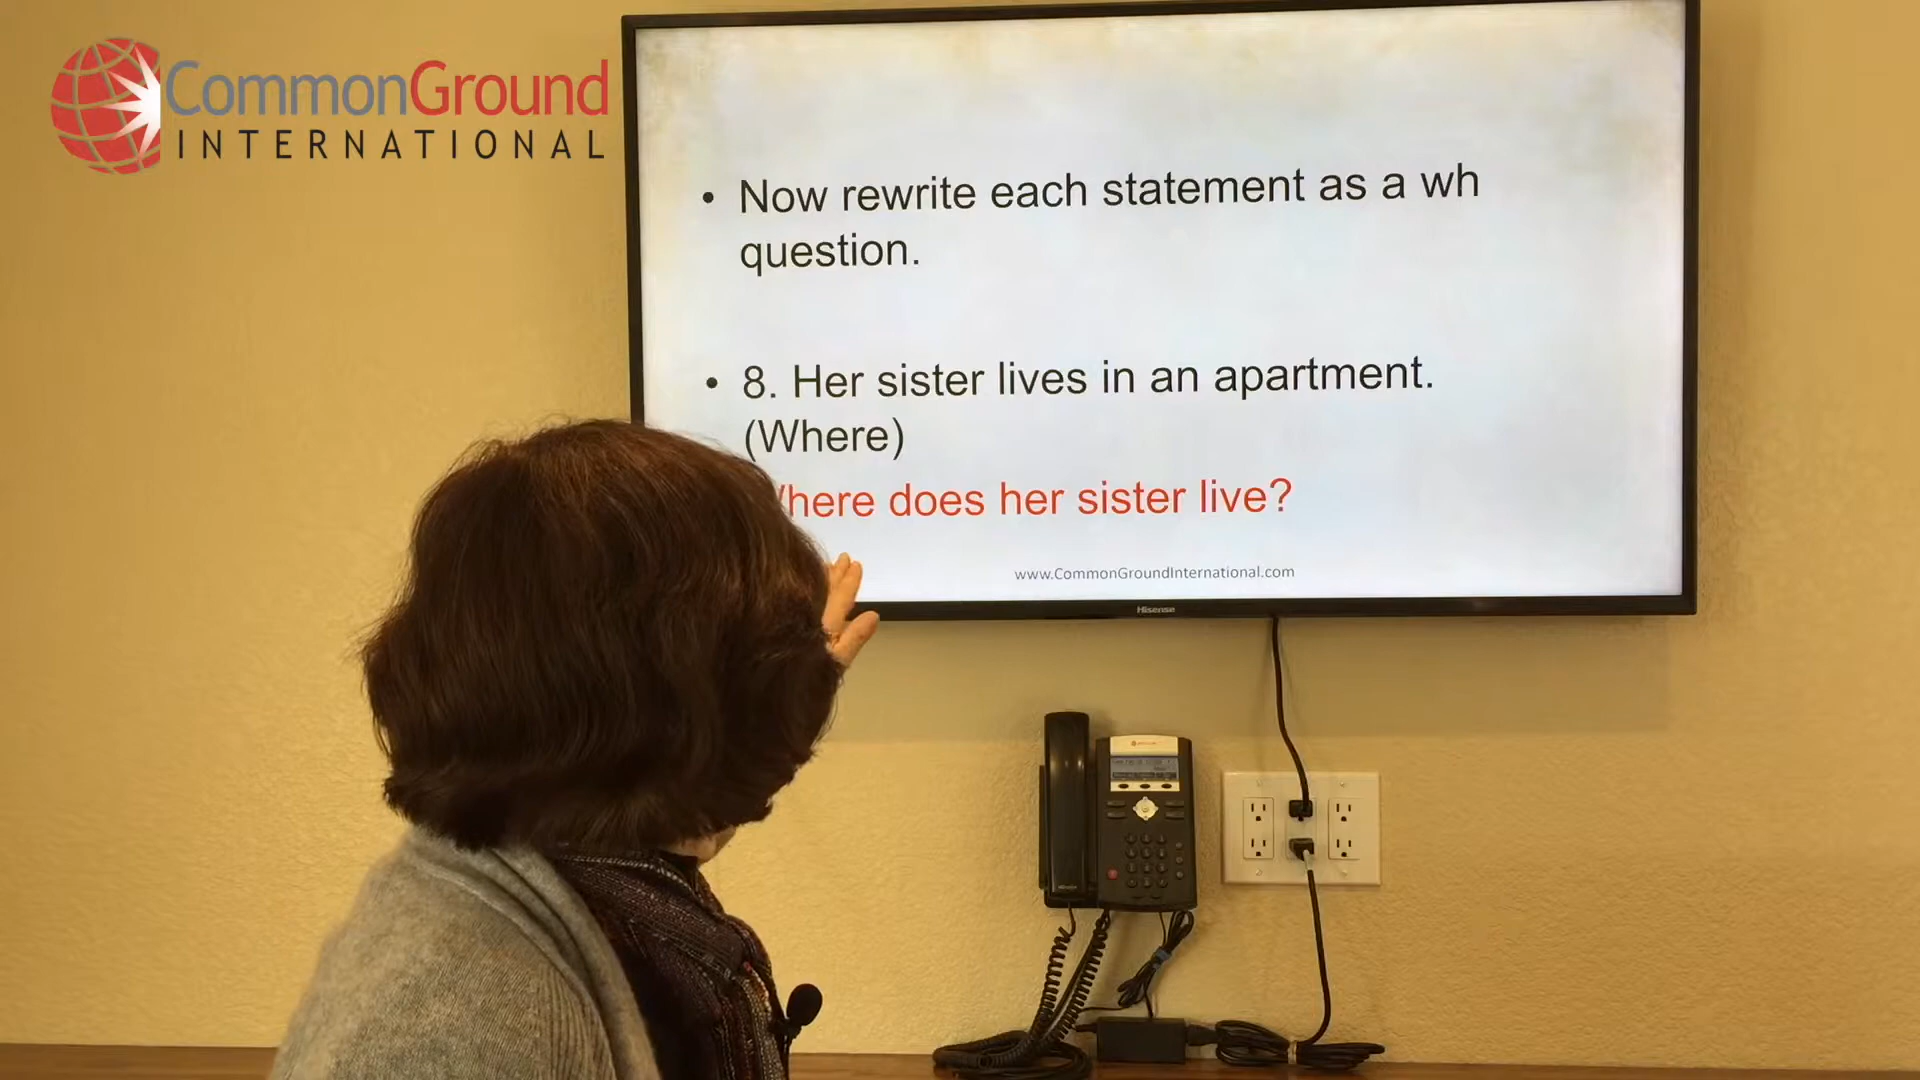 CommonGround
INTERNATIONAL
• Now rewrite each statement as a wh
question.
• 8. Her sister lives in an apartment.
(Where)
Where does her sister live?
www.CommonGroundInternational.com
Hisense